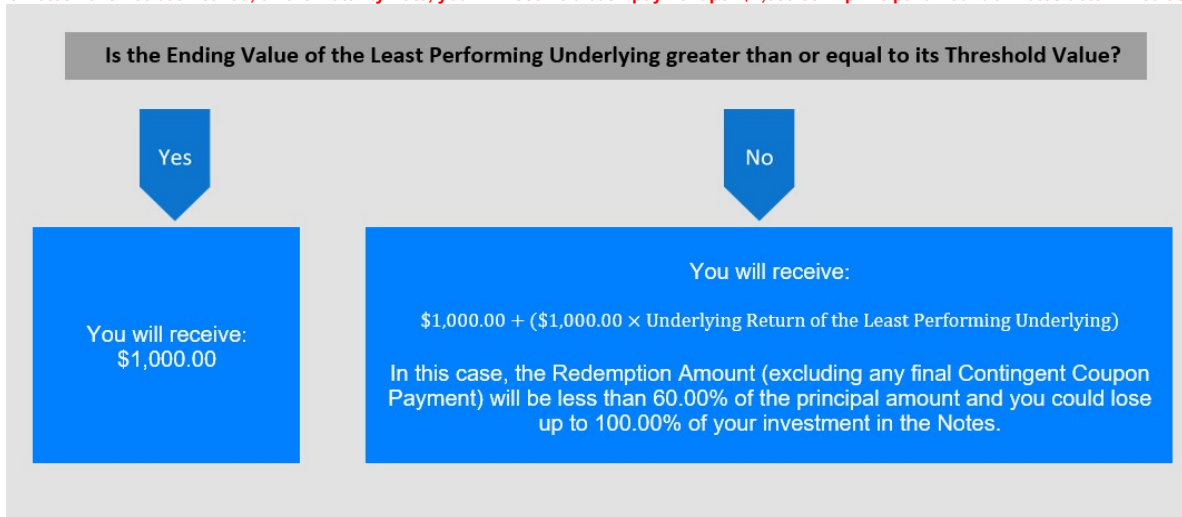 Is the Ending Value of the Least Performing Underlying greater than or equal to its Threshold Value?
Yes
No
You will receive:
$1,000.00
You will receive:
$1,000.00 + ($1,000.00 × Underlying Return of the Least Performing Underlying)
In this case, the Redemption Amount (excluding any final Contingent Coupon
Payment) will be less than 60.00% of the principal amount and you could lose
up to 100.00% of your investment in the Notes.